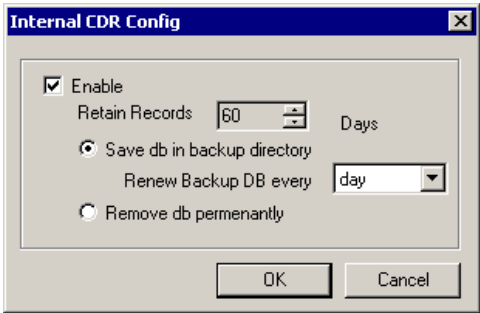 Internal CDR Config
Enable
Retain Records 60 Days
Save db in backup directory
Renew Backup DB every day
Remove db permenantly
OK Cancel